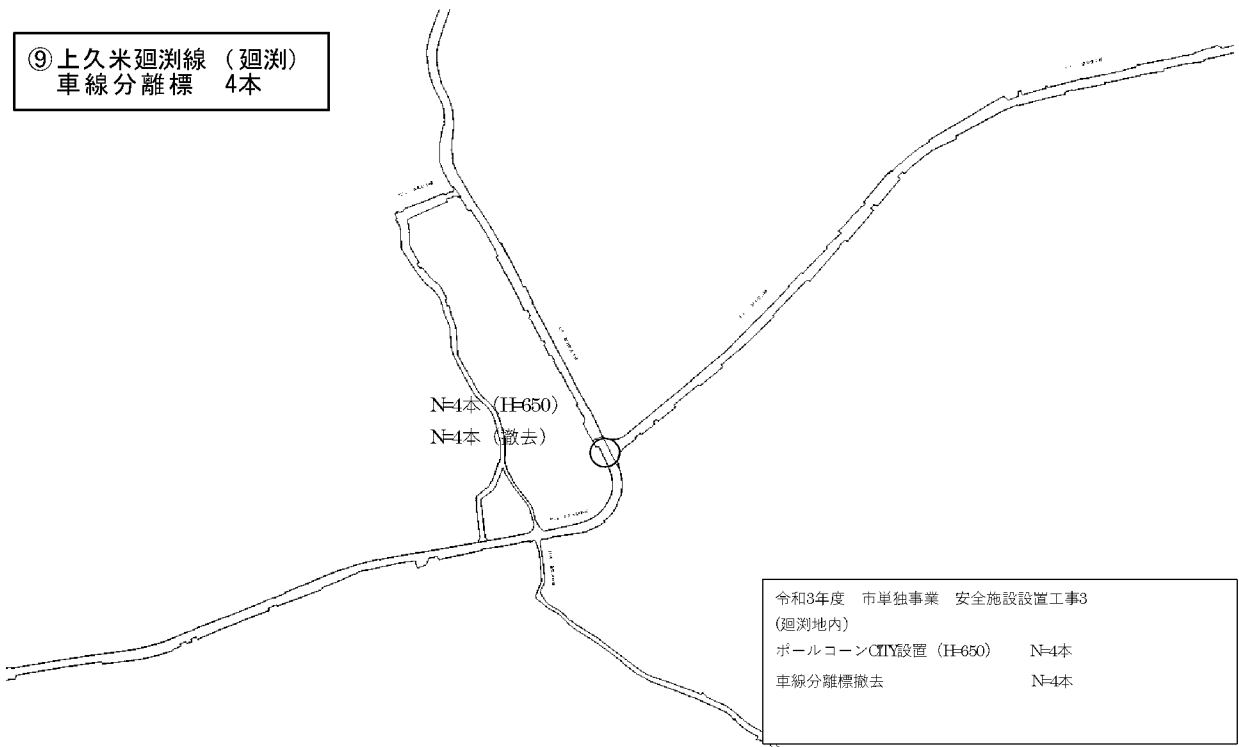 ⑨上久米廻渕線（廻渕）
車線分離標　4本
N=4本（H=650）
N=4本（撤去）
令和3年度　市単独事業　安全施設設置工事3
(廻渕地内)
ポールコーンCITY設置（H=650）　N=4本
車線分離標撤去　N=4本